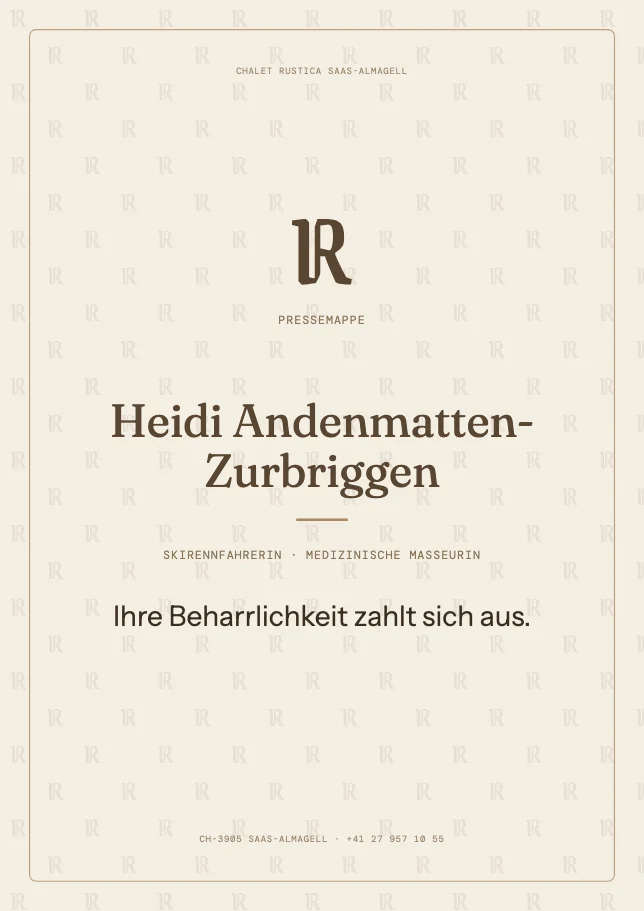 CHALET RUSTICA SAAS-ALMAGELL
R
PRESSEMAPPE
Heidi Andenmatten-
Zurbriggen
SKIRENNFAHRERIN · MEDIZINISCHE MASSEURIN
Ihre Beharrlichkeit zahlt sich aus.
CH-3905 SAAS-ALMAGELL · +41 27 957 10 55